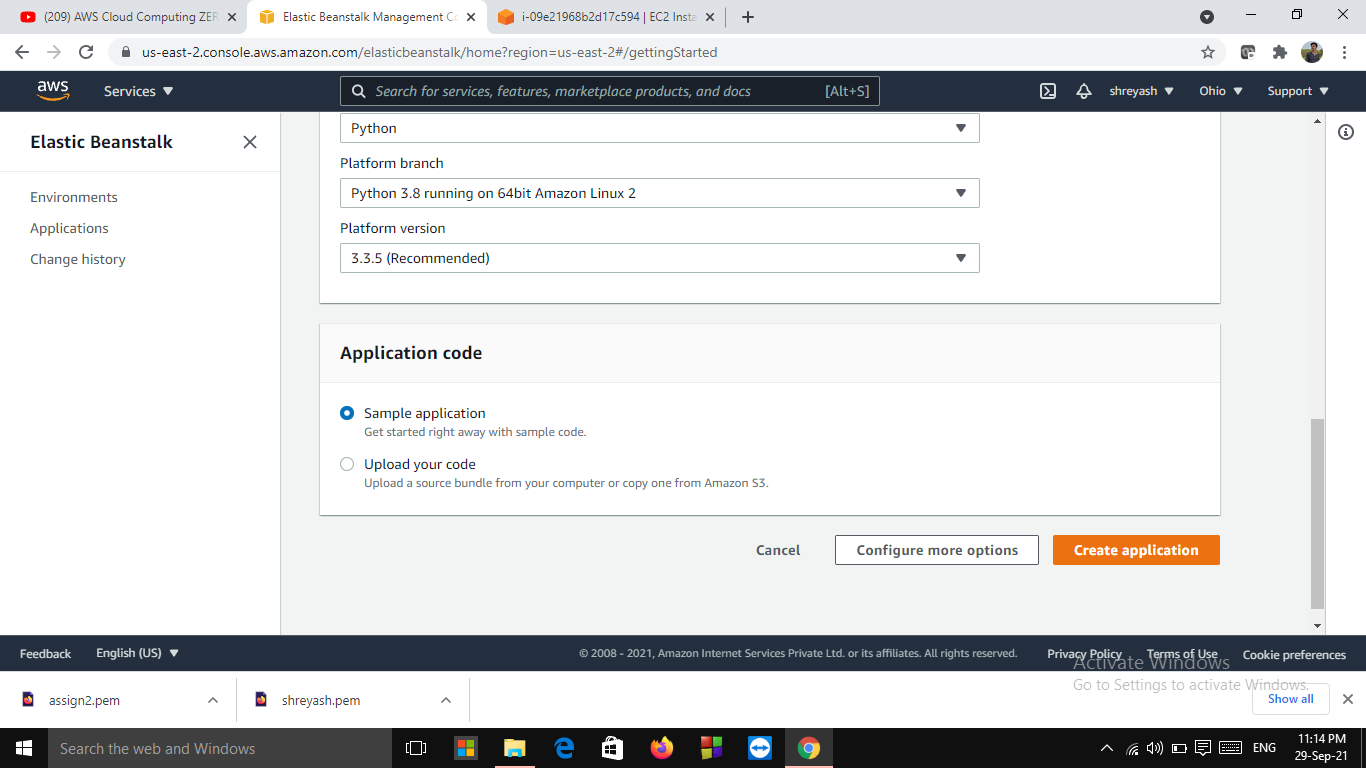 (209) AWS Cloud Computing ZER
Elastic Beanstalk Management Co
i-09e21968b2d17c594 | EC2 Insta
us-east-2.console.aws.amazon.com/elasticbeanstalk/home?region=us-east-2#/gettingStarted
aws
Services
Search for services, features, marketplace products, and docs
[Alt+S]
shreyash
Ohio
Support
Elastic Beanstalk
Environments
Applications
Change history
Python
Platform branch
Python 3.8 running on 64bit Amazon Linux 2
Platform version
3.3.5 (Recommended)
Application code
Sample application
Get started right away with sample code.
Upload your code
Upload a source bundle from your computer or copy one from Amazon S3.
Cancel
Configure more options
Create application
Feedback
English (US)
© 2008 - 2021, Amazon Internet Services Private Ltd. or its affiliates. All rights reserved.
Privacy Policy
Terms of Use
Cookie preferences
Activate Windows
Go to Settings to activate Windows.
assign2.pem
shreyash.pem
Show all
Search the web and Windows
ENG
11:14 PM
29-Sep-21